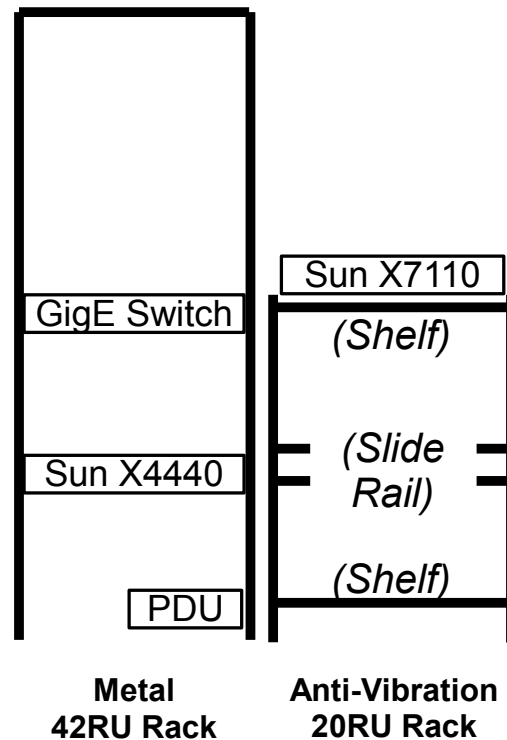 Sun X7110
GigE Switch
(Shelf)
(Slide
Rail)
Sun X4440
(Shelf)
PDU
Metal
42RU Rack
Anti-Vibration
20RU Rack